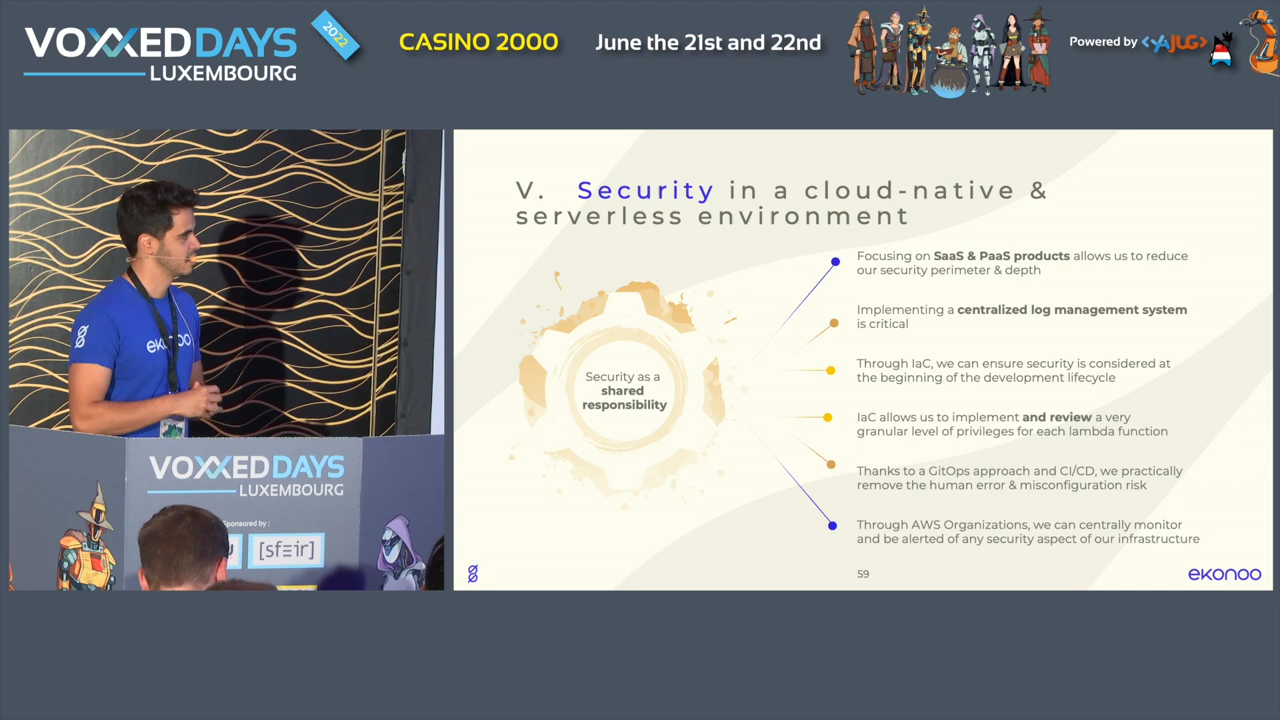 VOXXED DAYS
LUXEMBOURG
2022
CASINO 2000
June the 21st and 22nd
Powered by <YAJUG>
V. Security in a cloud-native &
serverless environment
Security as a
shared
responsibility
Focusing on SaaS & PaaS products allows us to reduce
our security perimeter & depth
Implementing a centralized log management system
is critical
Through IaC, we can ensure security is considered at
the beginning of the development lifecycle
IaC allows us to implement and review a very
granular level of privileges for each lambda function
Thanks to a GitOps approach and CI/CD, we practically
remove the human error & misconfiguration risk
Through AWS Organizations, we can centrally monitor
and be alerted of any security aspect of our infrastructure
59
ekonoo
VOXXED DAYS
LUXEMBOURG
Sponsored by :
[sfeir]